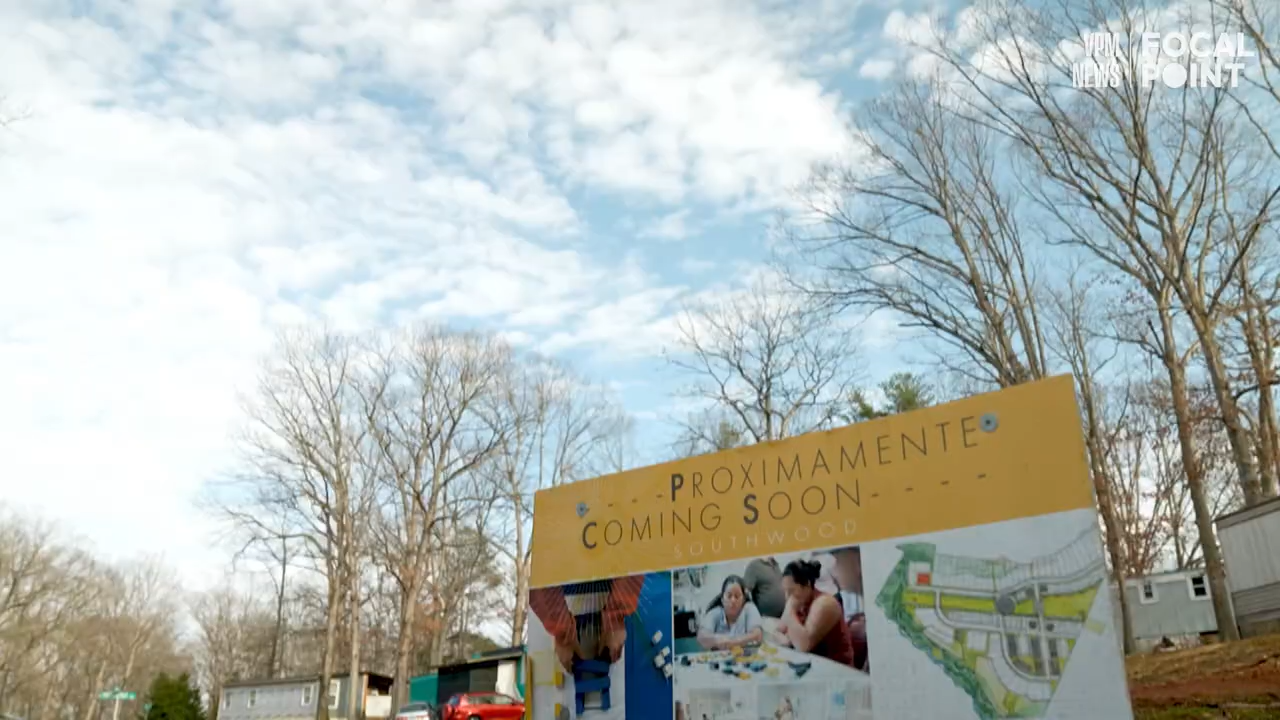 VPM NEWS
FOCAL POINT
- - - -PROXIMAMENTE
COMING SOON- - - -
SOUTHWOOD